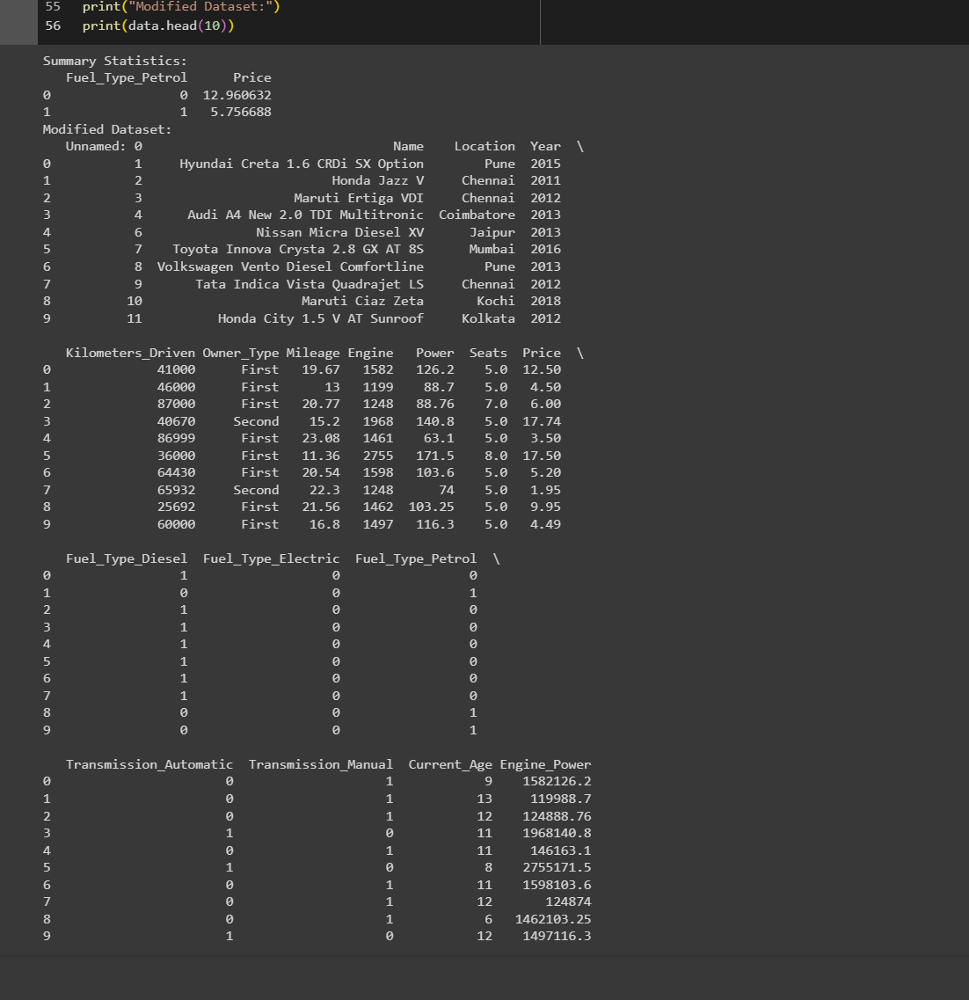 55 print("Modified Dataset:")
56 print(data.head(10))
Summary Statistics:
Fuel_Type_Petrol Price
0 0 12.960632
1 1 5.756688
Modified Dataset:
Unnamed: 0 Name Location Year \
0 1 Hyundai Creta 1.6 CRDi SX Option Pune 2015
1 2 Honda Jazz V Chennai 2011
2 3 Maruti Ertiga VDI Chennai 2012
3 4 Audi A4 New 2.0 TDI Multitronic Coimbatore 2013
4 6 Nissan Micra Diesel XV Jaipur 2013
5 7 Toyota Innova Crysta 2.8 GX AT 8S Mumbai 2016
6 8 Volkswagen Vento Diesel Comfortline Pune 2013
7 9 Tata Indica Vista Quadrajet LS Chennai 2012
8 10 Maruti Ciaz Zeta Kochi 2018
9 11 Honda City 1.5 V AT Sunroof Kolkata 2012
Kilometers_Driven Owner_Type Mileage Engine Power Seats Price \
0 41000 First 19.67 1582 126.2 5.0 12.50
1 46000 First 13 1199 88.7 5.0 4.50
2 87000 First 20.77 1248 88.76 7.0 6.00
3 40670 Second 15.2 1968 140.8 5.0 17.74
4 86999 First 23.08 1461 63.1 5.0 3.50
5 36000 First 11.36 2755 171.5 8.0 17.50
6 64430 First 20.54 1598 103.6 5.0 5.20
7 65932 Second 22.3 1248 74 5.0 1.95
8 25692 First 21.56 1462 103.25 5.0 9.95
9 60000 First 16.8 1497 116.3 5.0 4.49
Fuel_Type_Diesel Fuel_Type_Electric Fuel_Type_Petrol \
0 1 0 0
1 0 0 1
2 1 0 0
3 1 0 0
4 1 0 0
5 1 0 0
6 1 0 0
7 1 0 0
8 0 0 1
9 0 0 1
Transmission_Automatic Transmission_Manual Current_Age Engine_Power
0 0 1 9 1582126.2
1 0 1 13 119988.7
2 0 1 12 124888.76
3 1 0 11 1968140.8
4 0 1 11 146163.1
5 1 0 8 2755171.5
6 0 1 11 1598103.6
7 0 1 12 124874
8 0 1 6 1462103.25
9 1 0 12 1497116.3